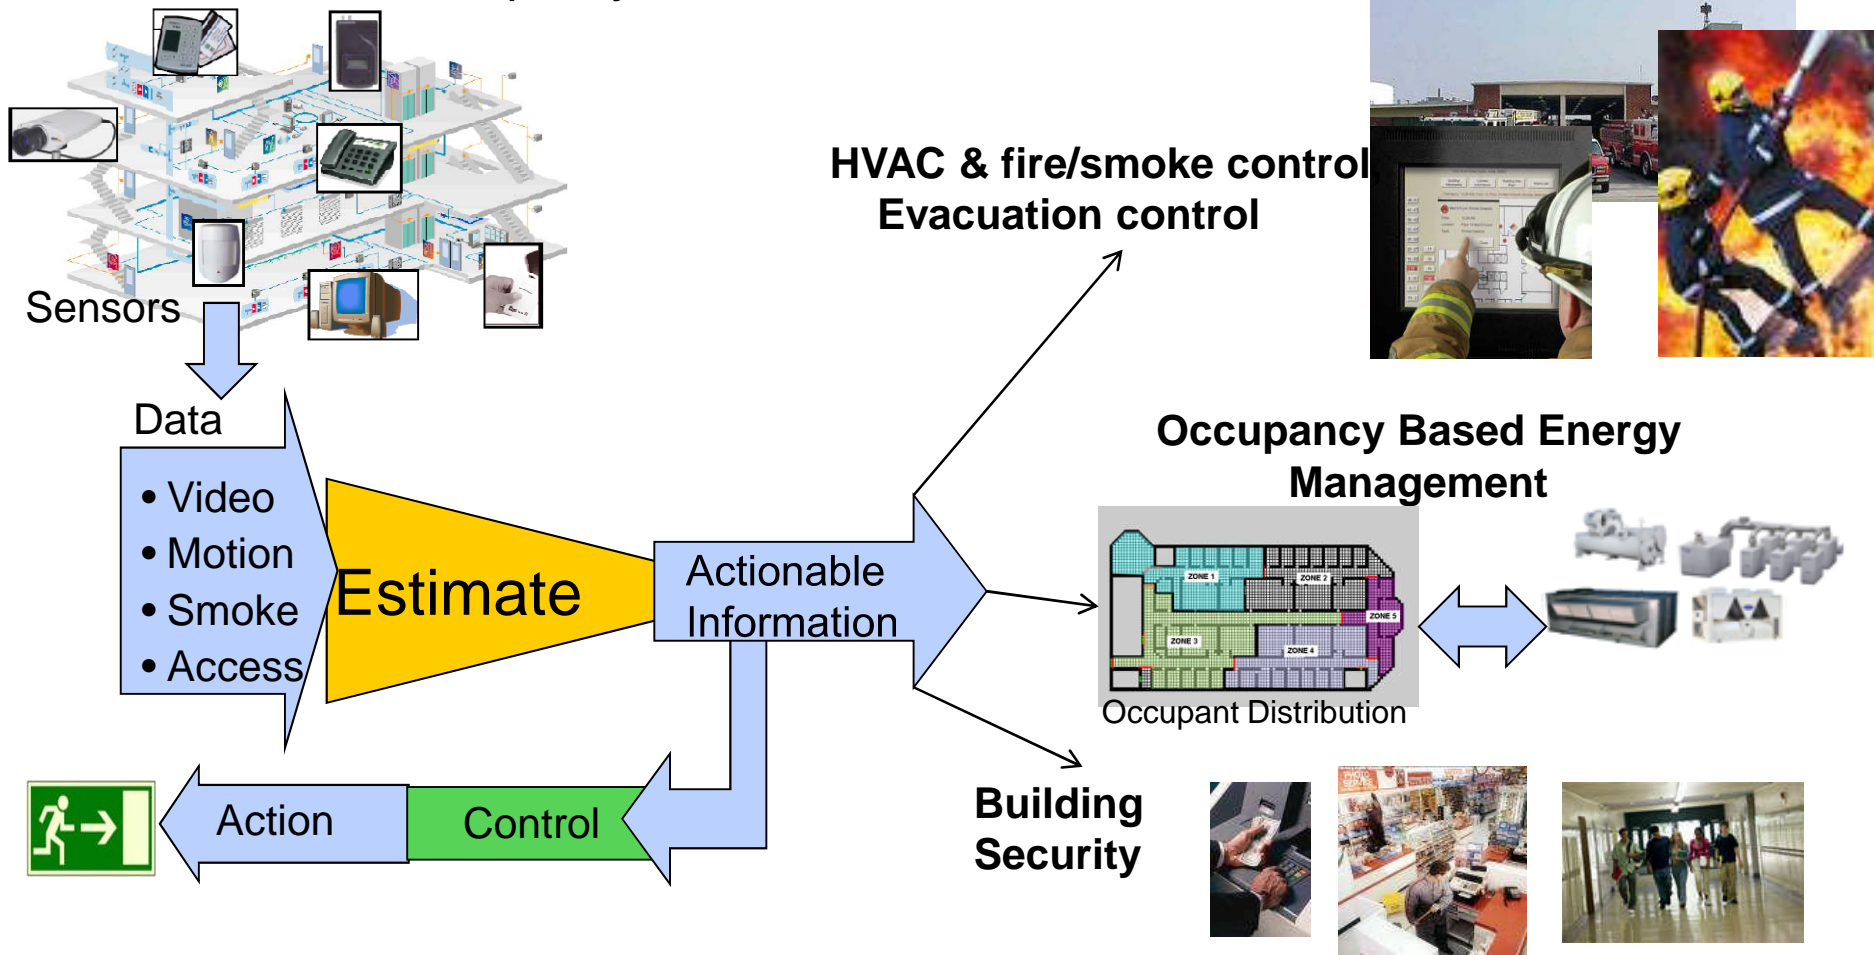 HVAC & fire/smoke control,
Evacuation control
Sensors
Data
• Video
• Motion
• Smoke
• Access
Estimate
Actionable
Information
Occupancy Based Energy
Management
ZONE 1
ZONE 2
ZONE 3
ZONE 4
ZONE 5
Occupant Distribution
Action
Control
Building
Security